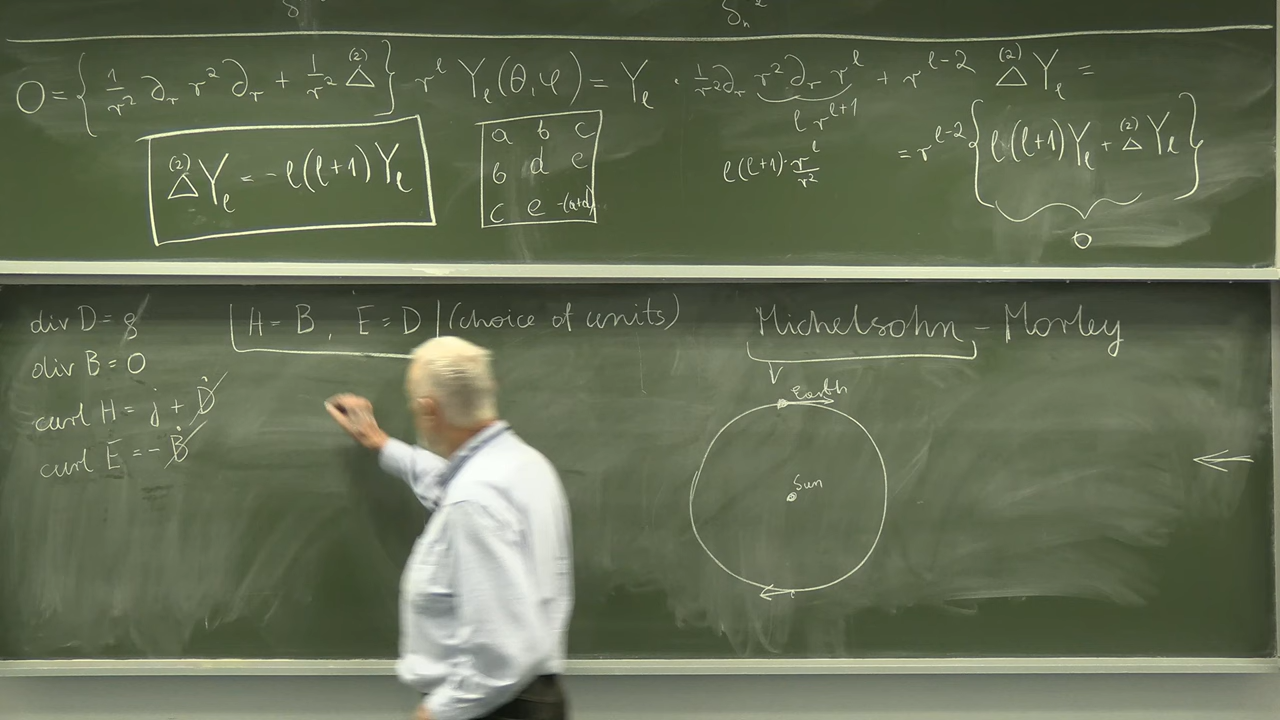 0 = { 1/r² ∂r r² ∂r + 1/r² Δ⁽²⁾ } · r^l Y_l(θ,φ) = Y_l · 1/r² ∂r r² ∂r r^l + r^{l-2} Δ⁽²⁾ Y_l =
l r^{l+1}
l(l+1) · r^l/r²
= r^{l-2} { l(l+1) Y_l + Δ⁽²⁾ Y_l }
0
Δ⁽²⁾ Y_l = - l(l+1) Y_l
a b c
b d e
c e -(a+d)
div D = ρ
div B = 0
curl H = j + Ḋ
curl E = - Ḃ
H = B, E = D (choice of units)
Michelsohn - Morley
Earth
Sun